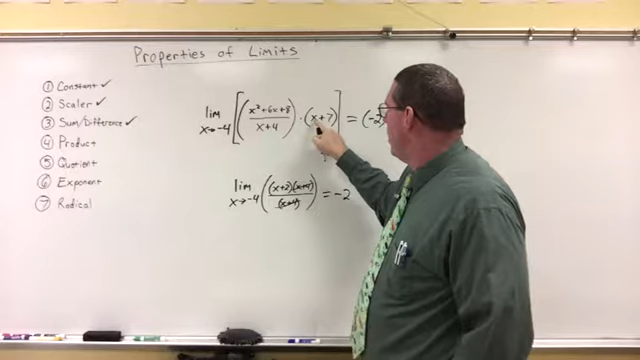 Properties of Limits
① Constant ✓
② Scaler ✓
③ Sum/Difference ✓
④ Product
⑤ Quotient
⑥ Exponent
⑦ Radical
lim x→-4 [((x²+6x+8)/(x+4)) · (x+7)] = (-2)
lim x→-4 ((x+2)(x+4)/(x+4)) = -2